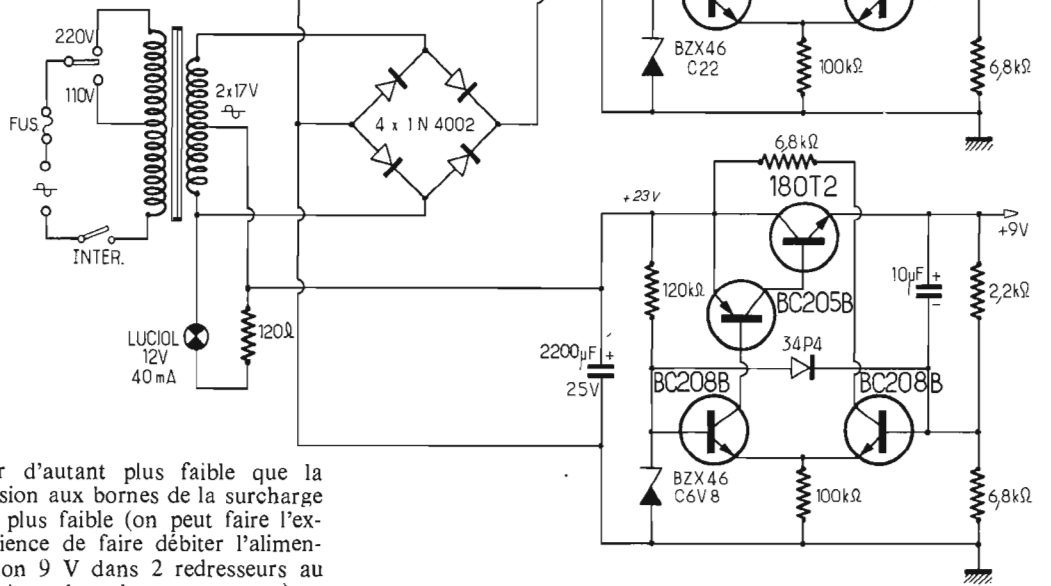 220V
110V
FUS.
INTER.
2x17V
4 x 1N 4002
LUCIOL
12V
40mA
120Ω
BZX46
C22
100kΩ
6,8kΩ
6,8kΩ
180T2
+23V
+9V
120kΩ
BC205B
10µF +
-
2,2kΩ
34P4
2200µF +
25V
BC208B
BC208B
BZX46
C6V8
100kΩ
6,8kΩ
r d'autant plus faible que la
sion aux bornes de la surcharge
plus faible (on peut faire l'ex-
ience de faire débiter l'alimen-
on 9 V dans 2 redresseurs au